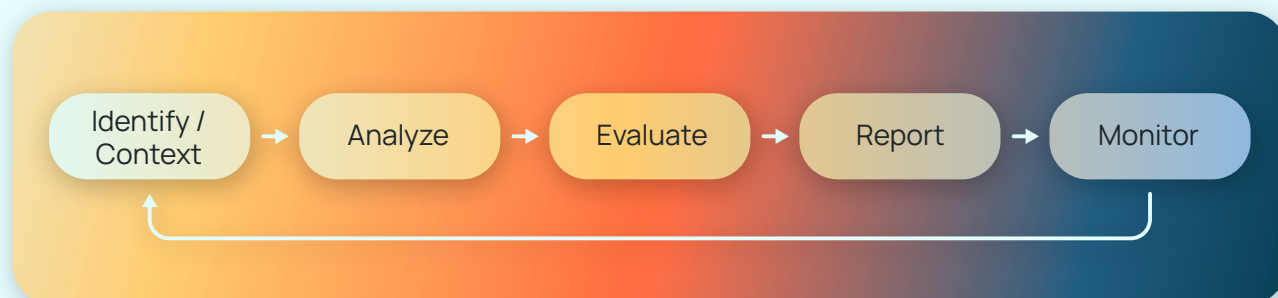 Identify /
Context
Analyze
Evaluate
Report
Monitor